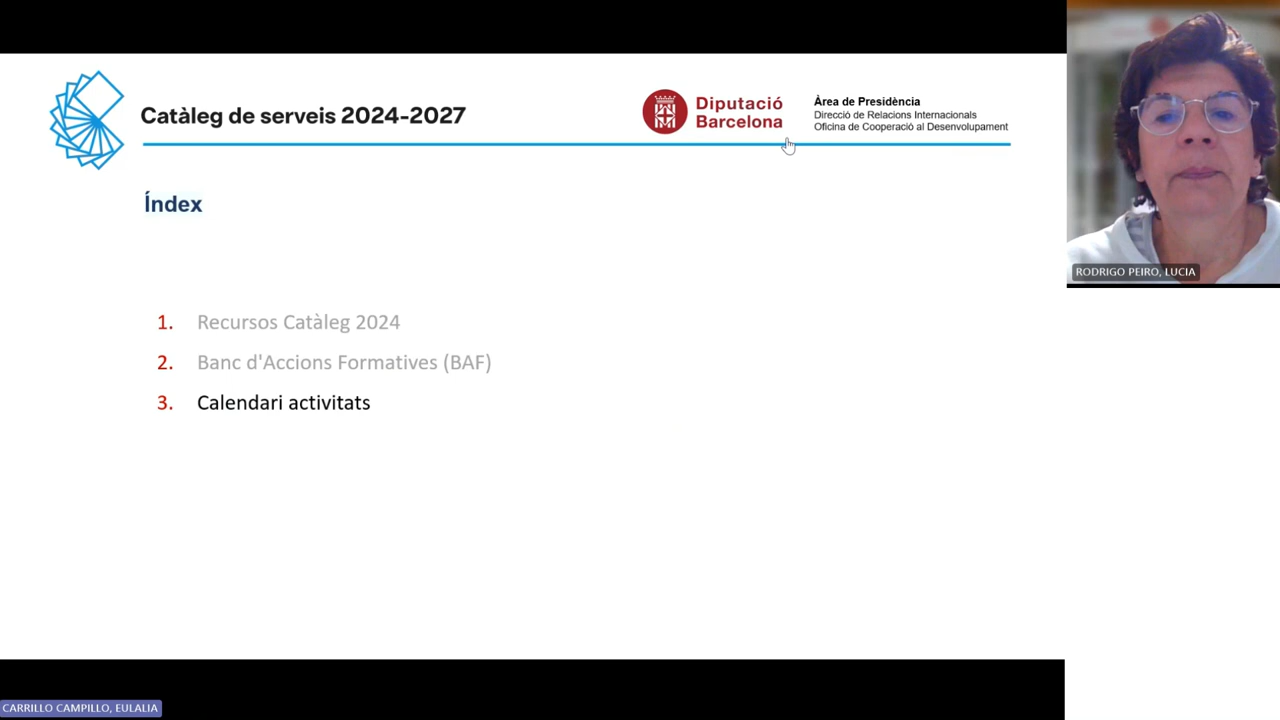 Catàleg de serveis 2024-2027
Diputació
Barcelona
Àrea de Presidència
Direcció de Relacions Internacionals
Oficina de Cooperació al Desenvolupament
RODRIGO PEIRO, LUCIA
Índex
1. Recursos Catàleg 2024
2. Banc d'Accions Formatives (BAF)
3. Calendari activitats
CARRILLO CAMPILLO, EULALIA